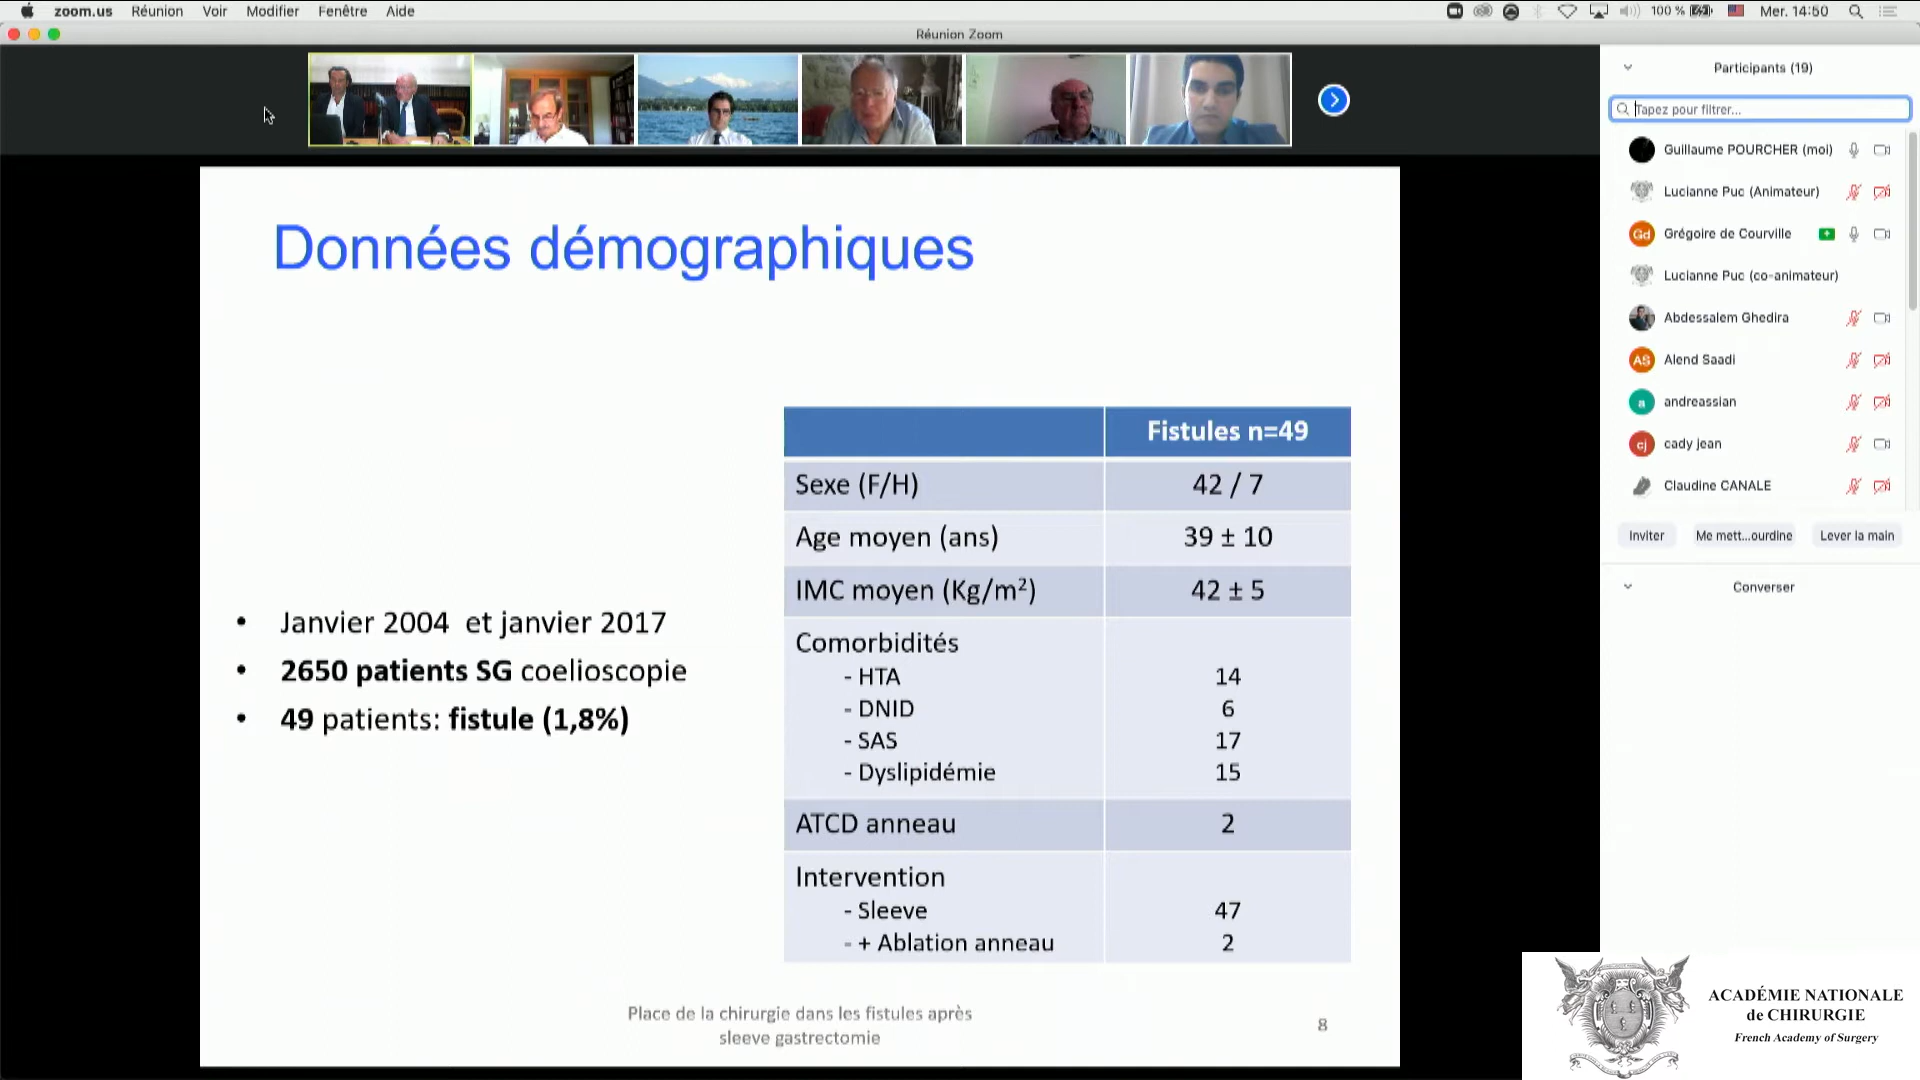 zoom.us Réunion Voir Modifier Fenêtre Aide
100 % Mer. 14:50
Réunion Zoom
Participants (19)
Tapez pour filtrer...
Guillaume POURCHER (moi)
Lucianne Puc (Animateur)
Gd Grégoire de Courville
Lucianne Puc (co-animateur)
Abdessalem Ghedira
AS Alend Saadi
a andreassian
cj cady jean
Claudine CANALE
Inviter Me mett...ourdine Lever la main
Converser
Données démographiques
• Janvier 2004 et janvier 2017
• 2650 patients SG coelioscopie
• 49 patients: fistule (1,8%)
Fistules n=49
Sexe (F/H) 42 / 7
Age moyen (ans) 39 ± 10
IMC moyen (Kg/m²) 42 ± 5
Comorbidités
- HTA 14
- DNID 6
- SAS 17
- Dyslipidémie 15
ATCD anneau 2
Intervention
- Sleeve 47
- + Ablation anneau 2
Place de la chirurgie dans les fistules après
sleeve gastrectomie
8
ACADÉMIE NATIONALE
de CHIRURGIE
French Academy of Surgery